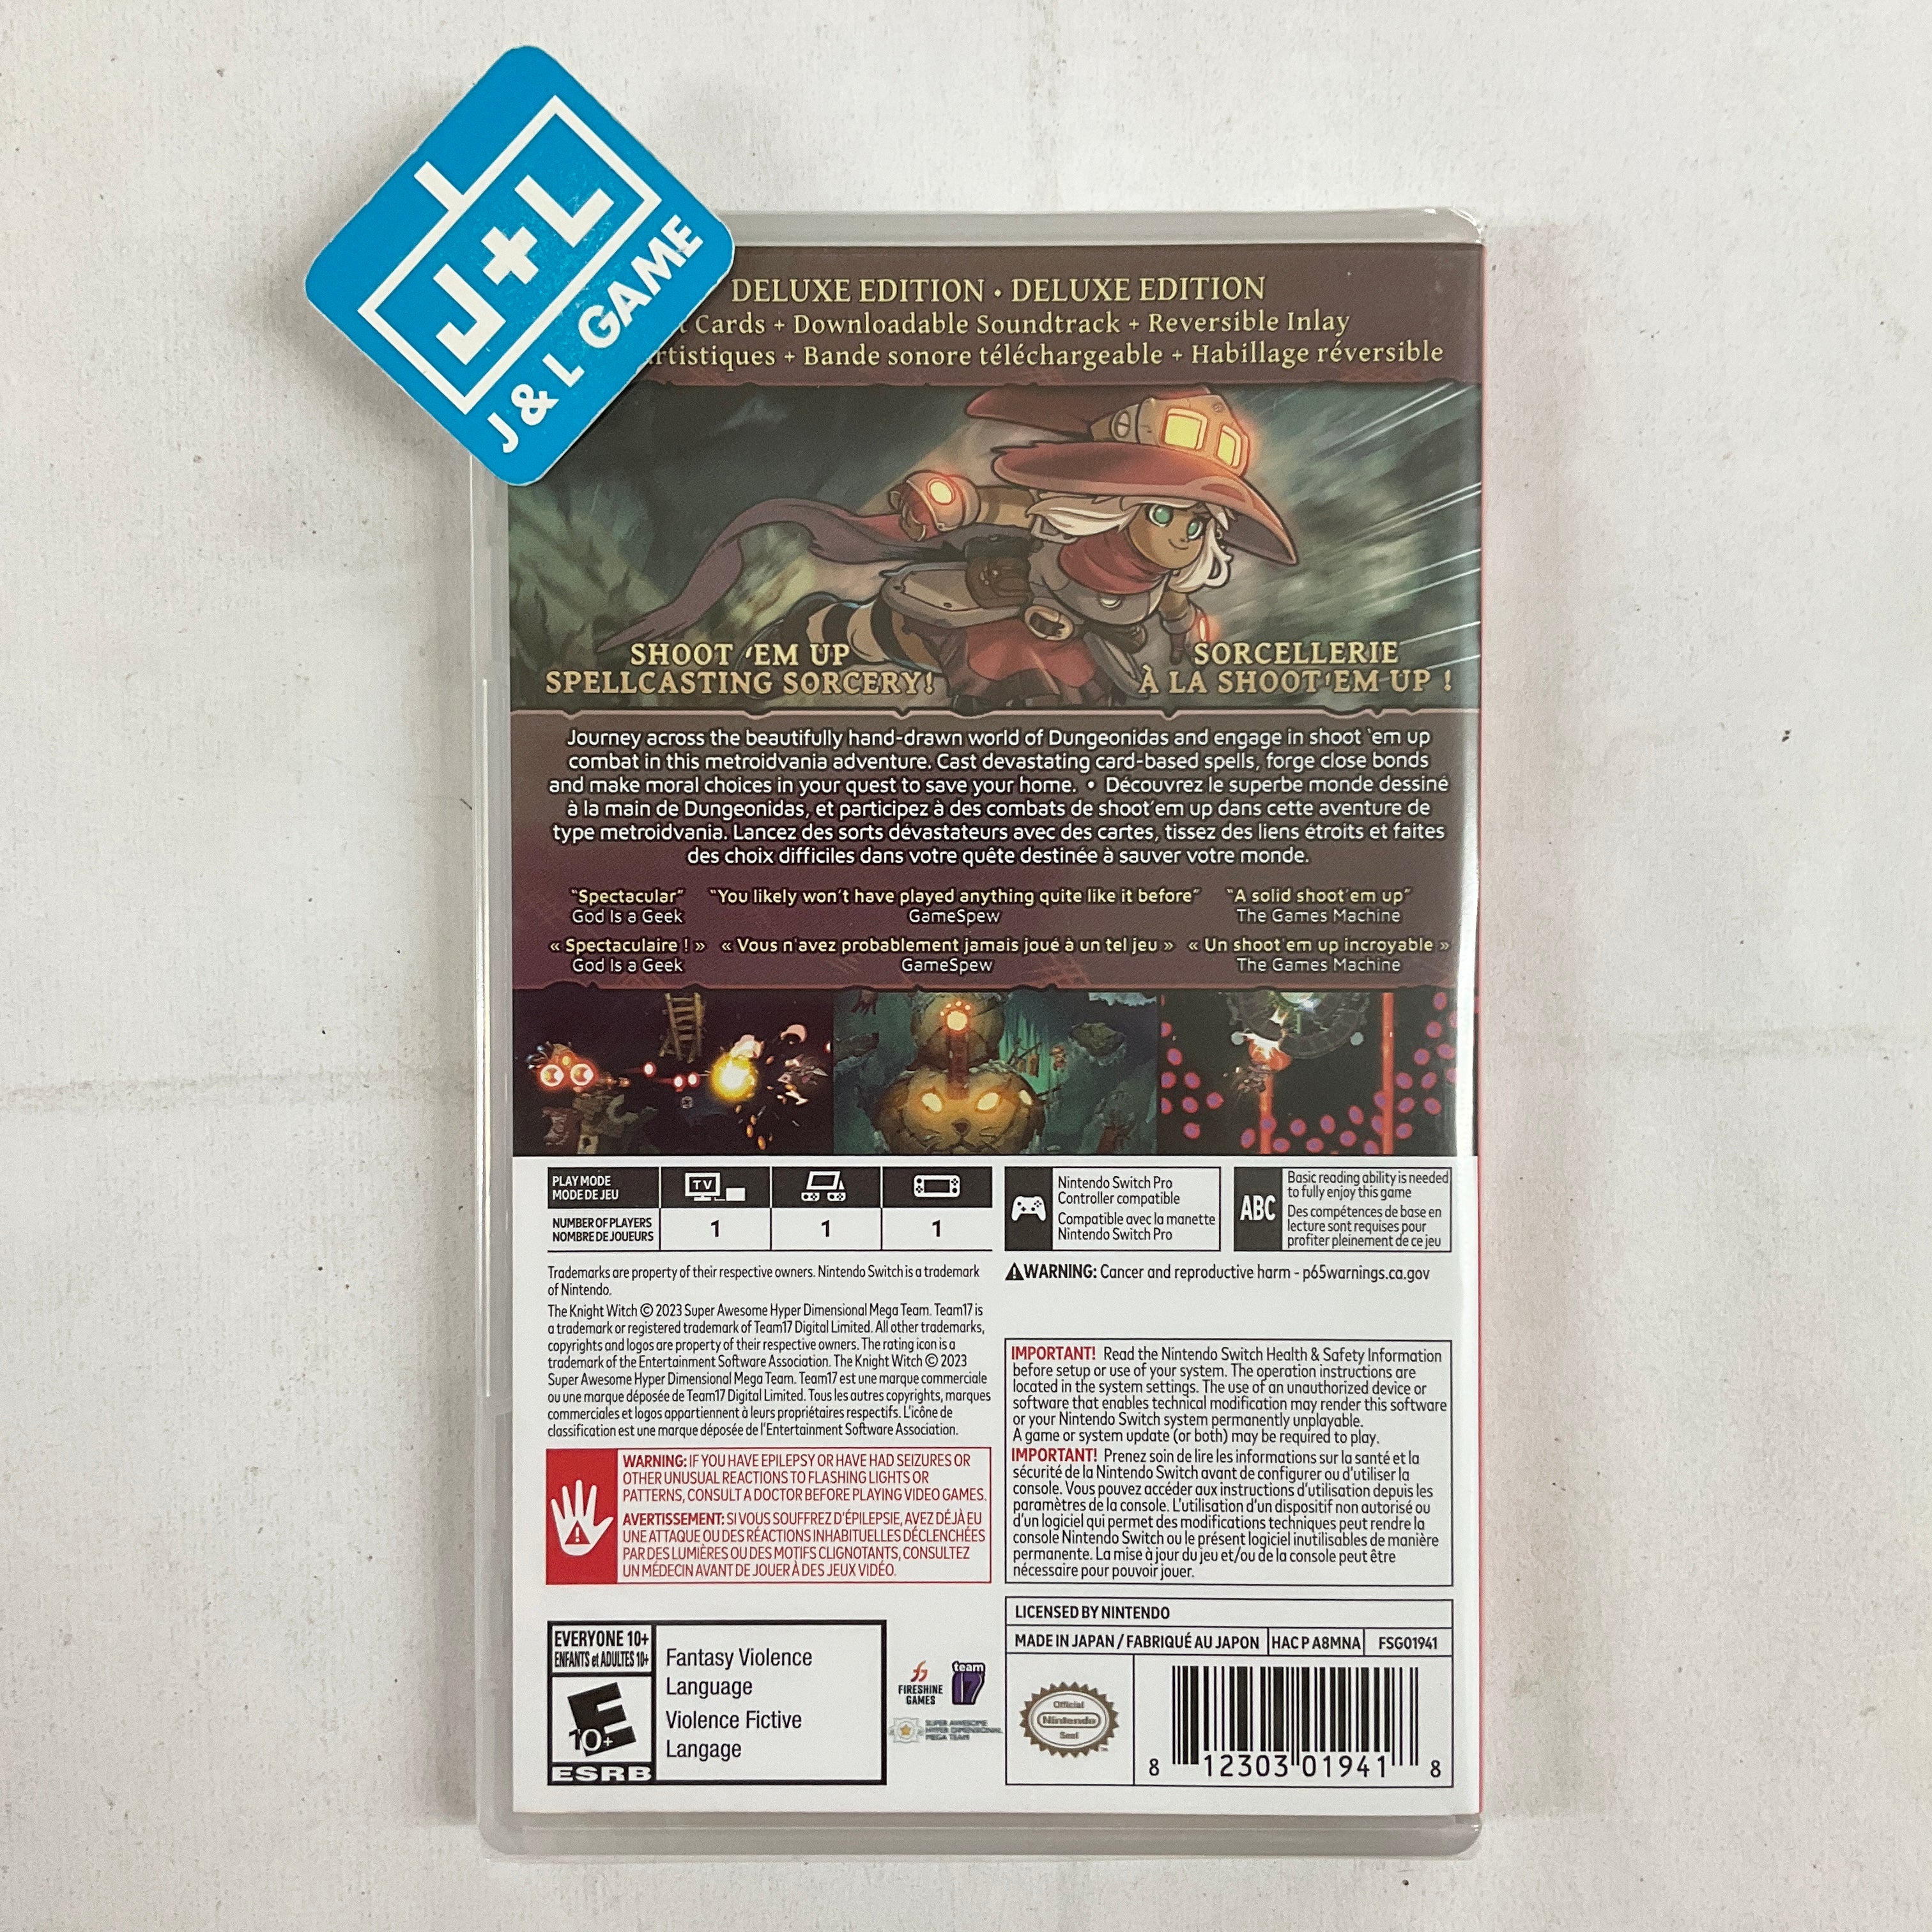 J+L
J & L GAME
DELUXE EDITION • DELUXE EDITION
Cards + Downloadable Soundtrack + Reversible Inlay
+ Bande sonore téléchargeable + Habillage réversible
SHOOT 'EM UP
SPELLCASTING SORCERY!
SORCELLERIE
À LA SHOOT'EM UP !
Journey across the beautifully hand-drawn world of Dungeonidas and engage in shoot 'em up
combat in this metroidvania adventure. Cast devastating card-based spells, forge close bonds
and make moral choices in your quest to save your home. • Découvrez le superbe monde dessiné
à la main de Dungeonidas, et participez à des combats de shoot'em up dans cette aventure de
type metroidvania. Lancez des sorts dévastateurs avec des cartes, tissez des liens étroits et faites
des choix difficiles dans votre quête destinée à sauver votre monde.
"Spectacular"
God Is a Geek
"You likely won't have played anything quite like it before"
GameSpew
"A solid shoot'em up"
The Games Machine
« Spectaculaire ! »
God Is a Geek
« Vous n'avez probablement jamais joué à un tel jeu »
GameSpew
« Un shoot'em up incroyable »
The Games Machine
PLAY MODE
MODE DE JEU
TV
NUMBER OF PLAYERS
NOMBRE DE JOUEURS
1 1 1
Nintendo Switch Pro
Controller compatible
Compatible avec la manette
Nintendo Switch Pro
ABC
Basic reading ability is needed
to fully enjoy this game
Des compétences de base en
lecture sont requises pour
profiter pleinement de ce jeu
Trademarks are property of their respective owners. Nintendo Switch is a trademark
of Nintendo.
The Knight Witch © 2023 Super Awesome Hyper Dimensional Mega Team. Team17 is
a trademark or registered trademark of Team17 Digital Limited. All other trademarks,
copyrights and logos are property of their respective owners. The rating icon is a
trademark of the Entertainment Software Association. The Knight Witch © 2023
Super Awesome Hyper Dimensional Mega Team. Team17 est une marque commerciale
ou une marque déposée de Team17 Digital Limited. Tous les autres copyrights, marques
commerciales et logos appartiennent à leurs propriétaires respectifs. L'icône de
classification est une marque déposée de l'Entertainment Software Association.
WARNING: IF YOU HAVE EPILEPSY OR HAVE HAD SEIZURES OR
OTHER UNUSUAL REACTIONS TO FLASHING LIGHTS OR
PATTERNS, CONSULT A DOCTOR BEFORE PLAYING VIDEO GAMES.
AVERTISSEMENT: SI VOUS SOUFFREZ D'ÉPILEPSIE, AVEZ DÉJÀ EU
UNE ATTAQUE OU DES RÉACTIONS INHABITUELLES DÉCLENCHÉES
PAR DES LUMIÈRES OU DES MOTIFS CLIGNOTANTS, CONSULTEZ
UN MÉDECIN AVANT DE JOUER À DES JEUX VIDÉO.
WARNING: Cancer and reproductive harm - p65warnings.ca.gov
IMPORTANT! Read the Nintendo Switch Health & Safety Information
before setup or use of your system. The operation instructions are
located in the system settings. The use of an unauthorized device or
software that enables technical modification may render this software
or your Nintendo Switch system permanently unplayable.
A game or system update (or both) may be required to play.
IMPORTANT! Prenez soin de lire les informations sur la santé et la
sécurité de la Nintendo Switch avant de configurer ou d'utiliser la
console. Vous pouvez accéder aux instructions d'utilisation depuis les
paramètres de la console. L'utilisation d'un dispositif non autorisé ou
d'un logiciel qui permet des modifications techniques peut rendre la
console Nintendo Switch ou le présent logiciel inutilisables de manière
permanente. La mise à jour du jeu et/ou de la console peut être
nécessaire pour pouvoir jouer.
EVERYONE 10+
ENFANTS et ADULTES 10+
E
10+
ESRB
Fantasy Violence
Language
Violence Fictive
Langage
FIRESHINE
GAMES
team
17
SUPER AWESOME
HYPER DIMENSIONAL
MEGA TEAM
LICENSED BY NINTENDO
MADE IN JAPAN / FABRIQUÉ AU JAPON
HAC P A8MNA
FSG01941
Official
Nintendo
Seal
8 12303 01941 8